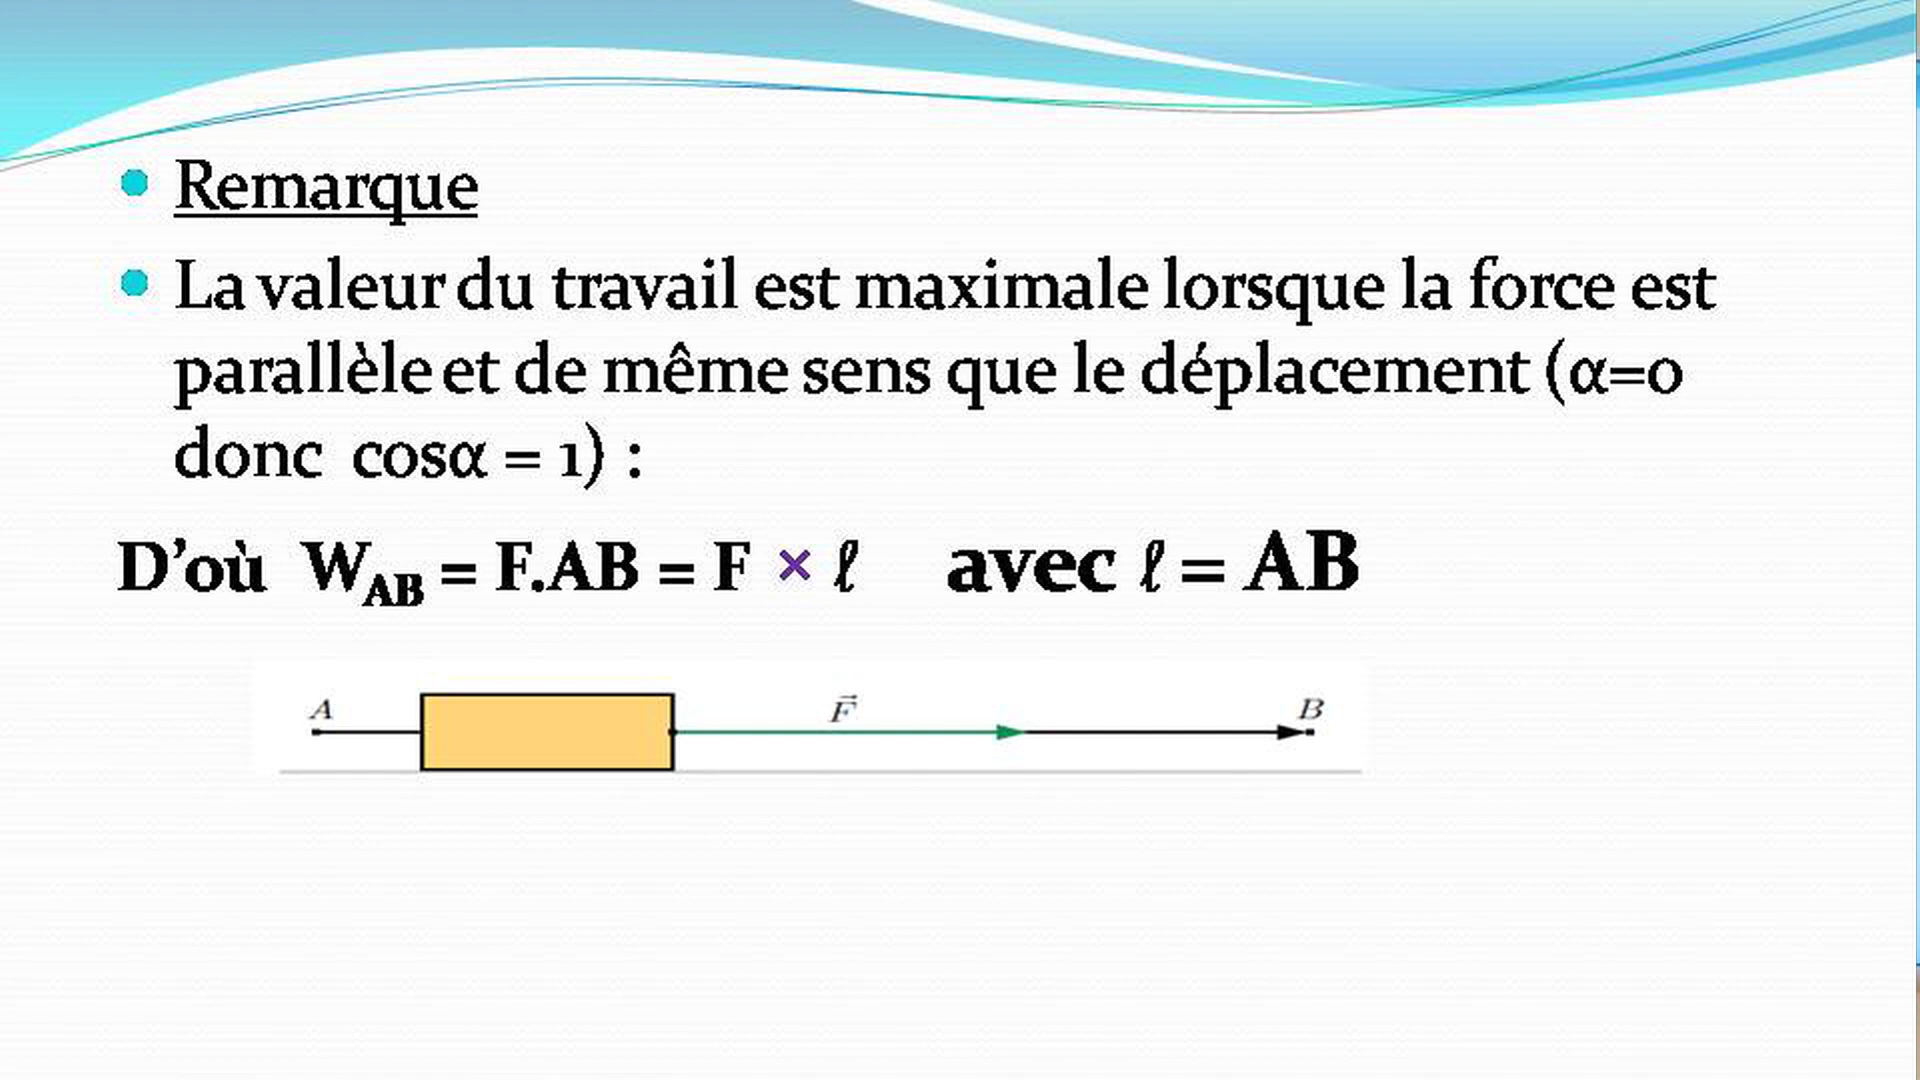 Remarque
La valeur du travail est maximale lorsque la force est
parallèle et de même sens que le déplacement (α=0
donc cosα = 1) :
D’où W_AB = F.AB = F × ℓ avec ℓ = AB
A F⃗ B